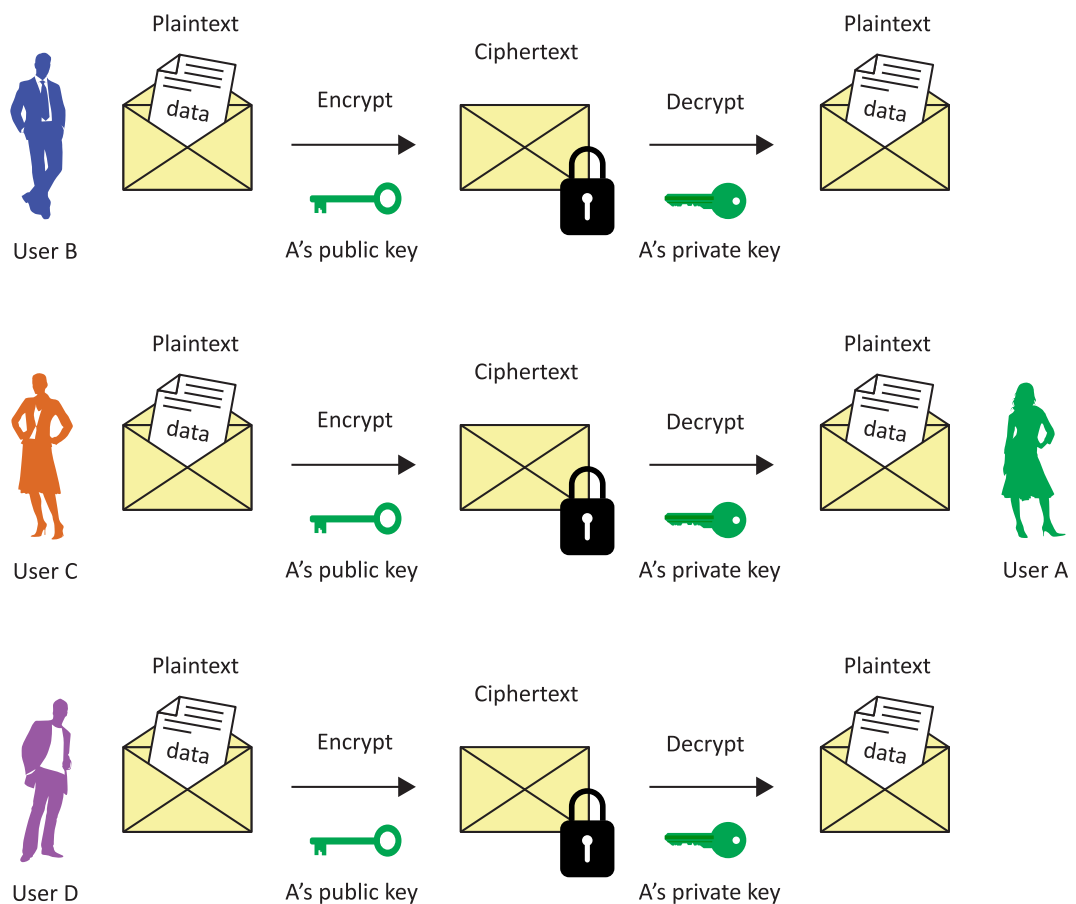 Plaintext
Ciphertext
Plaintext
data
Encrypt
Decrypt
data
User B
A’s public key
A’s private key
Plaintext
Ciphertext
Plaintext
data
Encrypt
Decrypt
data
User C
A’s public key
A’s private key
User A
Plaintext
Ciphertext
Plaintext
data
Encrypt
Decrypt
data
User D
A’s public key
A’s private key